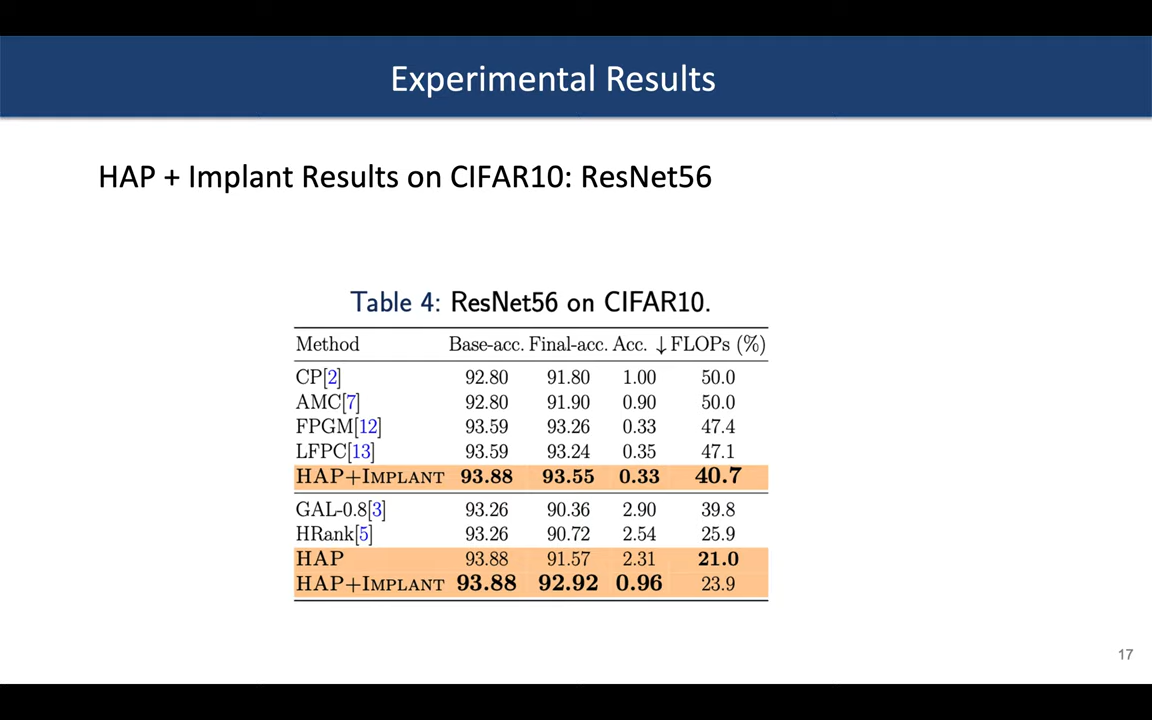 Experimental Results
HAP + Implant Results on CIFAR10: ResNet56
Table 4: ResNet56 on CIFAR10.
Method Base-acc. Final-acc. Acc. ↓ FLOPs (%)
CP[2] 92.80 91.80 1.00 50.0
AMC[7] 92.80 91.90 0.90 50.0
FPGM[12] 93.59 93.26 0.33 47.4
LFPC[13] 93.59 93.24 0.35 47.1
HAP+IMPLANT 93.88 93.55 0.33 40.7
GAL-0.8[3] 93.26 90.36 2.90 39.8
HRank[5] 93.26 90.72 2.54 25.9
HAP 93.88 91.57 2.31 21.0
HAP+IMPLANT 93.88 92.92 0.96 23.9
17